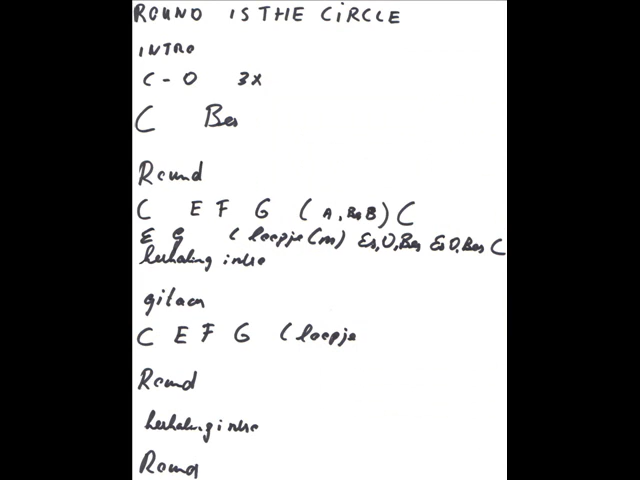 ROUND IS THE CIRCLE
INTRO
C - D 3X
C Bes
Round
C E F G ( A, Bes B ) C
E G ( loopje (m) Es, D, Bes Es D, Bes C
herhaling intro
gitaar
C E F G ( loopje
Round
herhaling intro
Round